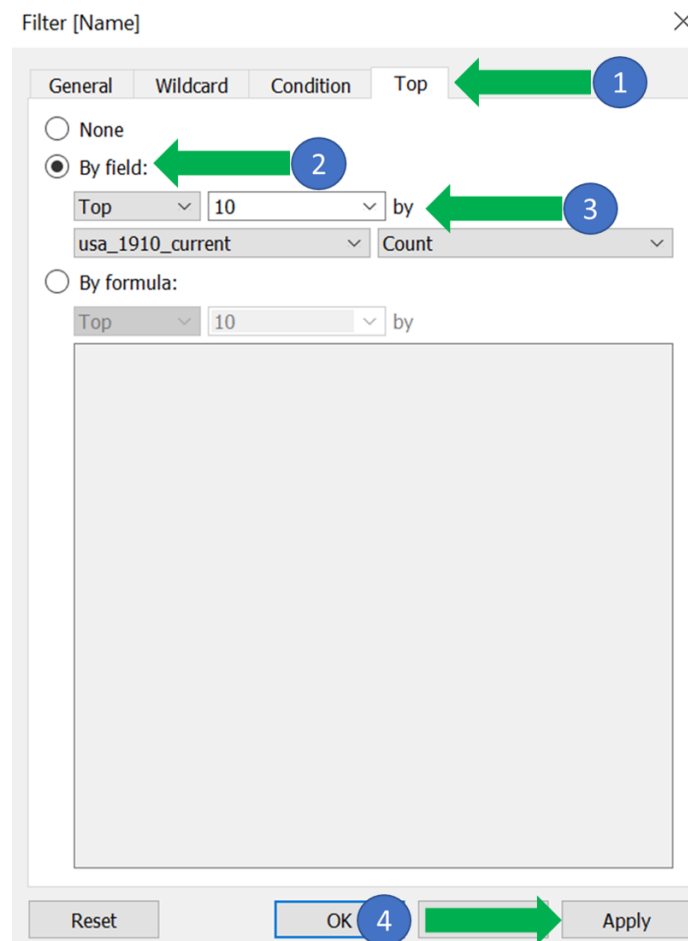 Filter [Name]
General Wildcard Condition Top 1
None
By field: 2
Top 10 by 3
usa_1910_current Count
By formula:
Top 10 by
Reset OK 4 Apply